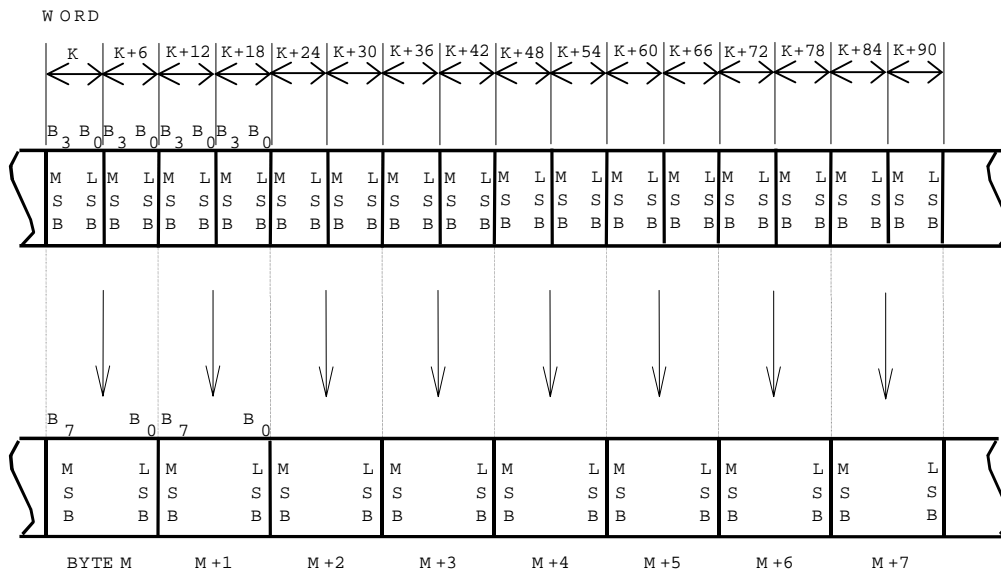 WORD
K K+6 K+12 K+18 K+24 K+30 K+36 K+42 K+48 K+54 K+60 K+66 K+72 K+78 K+84 K+90
B3 B0 B3 B0 B3 B0 B3 B0
M L M L M L M L M L M L M L M L M L M L M L M L M L M L M L M L
S S S S S S S S S S S S S S S S S S S S S S S S S S S S S S S S
B B B B B B B B B B B B B B B B B B B B B B B B B B B B B B B B
B7 B0 B7 B0
M L M L M L M L M L M L M L M L
S S S S S S S S S S S S S S S S
B B B B B B B B B B B B B B B B
BYTE M M+1 M+2 M+3 M+4 M+5 M+6 M+7